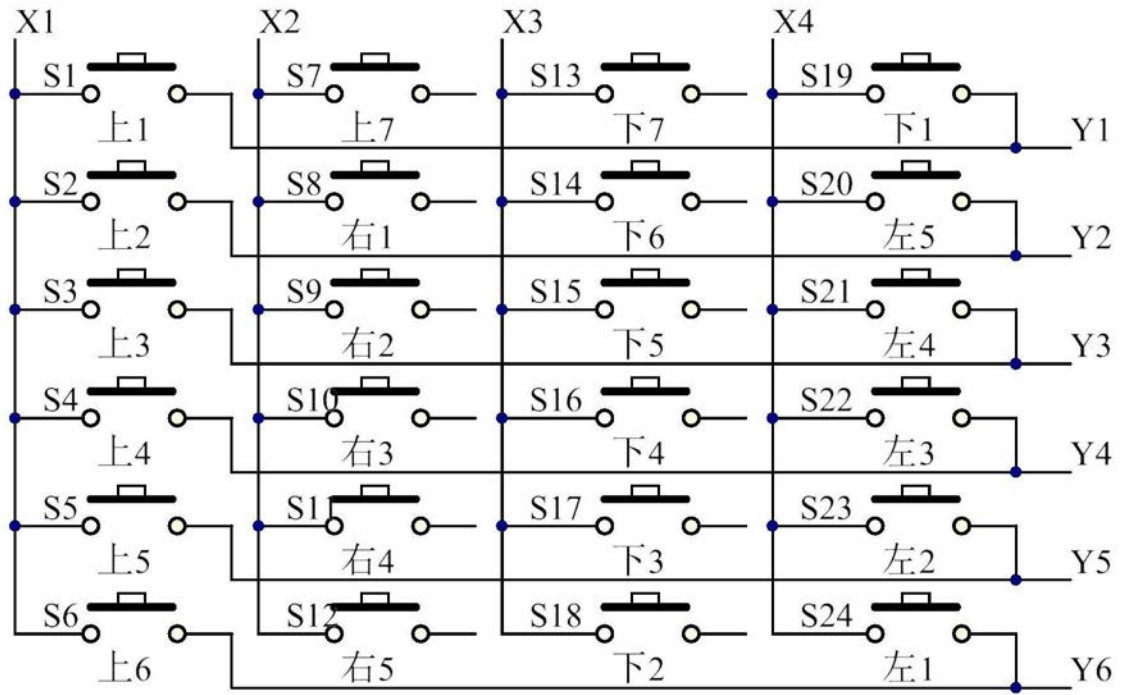 X1 X2 X3 X4
S1 S7 S13 S19
上1 上7 下7 下1 Y1
S2 S8 S14 S20
上2 右1 下6 左5 Y2
S3 S9 S15 S21
上3 右2 下5 左4 Y3
S4 S10 S16 S22
上4 右3 下4 左3 Y4
S5 S11 S17 S23
上5 右4 下3 左2 Y5
S6 S12 S18 S24
上6 右5 下2 左1 Y6